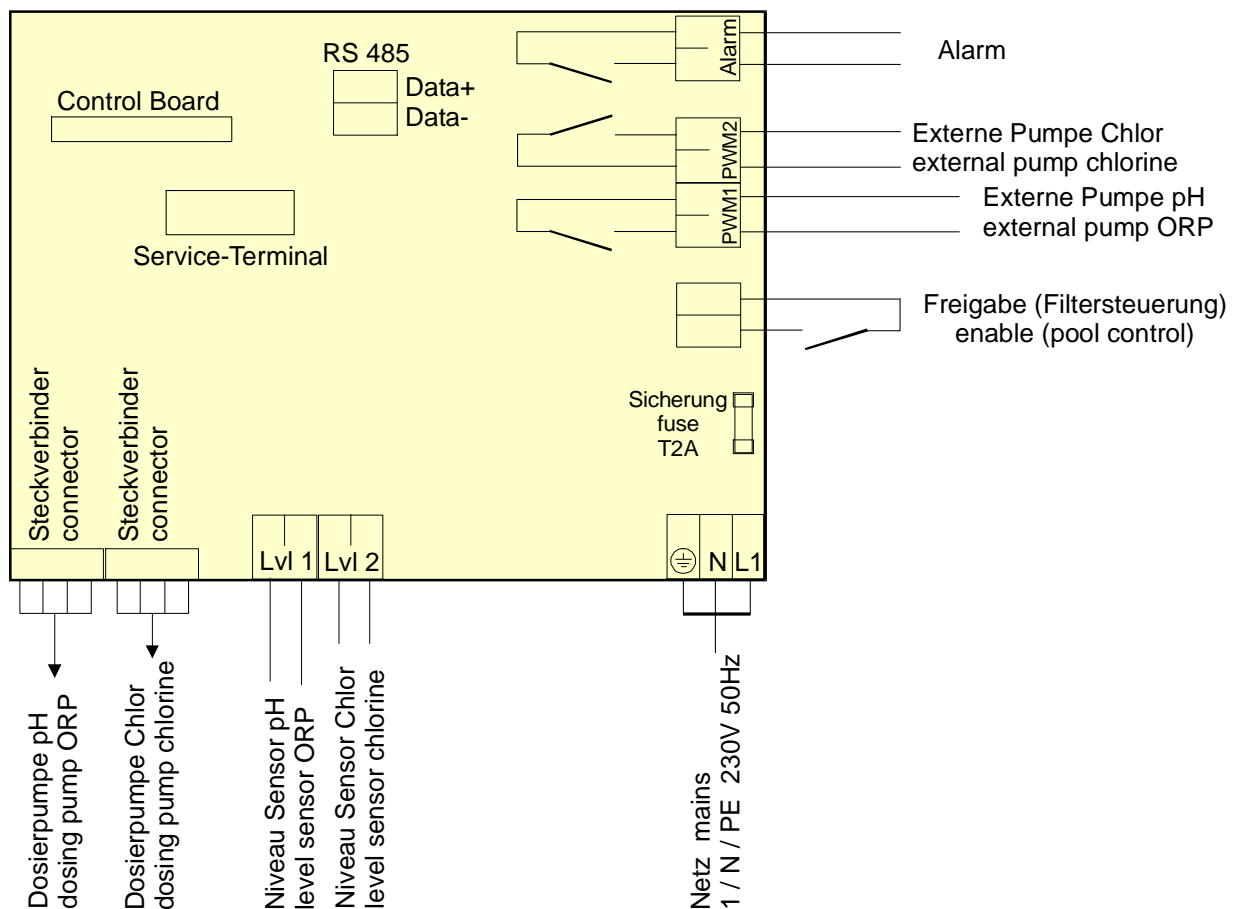 RS 485
Data+
Data-
Control Board
Service-Terminal
Alarm
Alarm
PWM2
Externe Pumpe Chlor
external pump chlorine
PWM1
Externe Pumpe pH
external pump ORP
Freigabe (Filtersteuerung)
enable (pool control)
Sicherung
fuse
T2A
Steckverbinder
connector
Steckverbinder
connector
Lvl 1
Lvl 2
N
L1
Dosierpumpe pH
dosing pump ORP
Dosierpumpe Chlor
dosing pump chlorine
Niveau Sensor pH
level sensor ORP
Niveau Sensor Chlor
level sensor chlorine
Netz mains
1 / N / PE 230V 50Hz